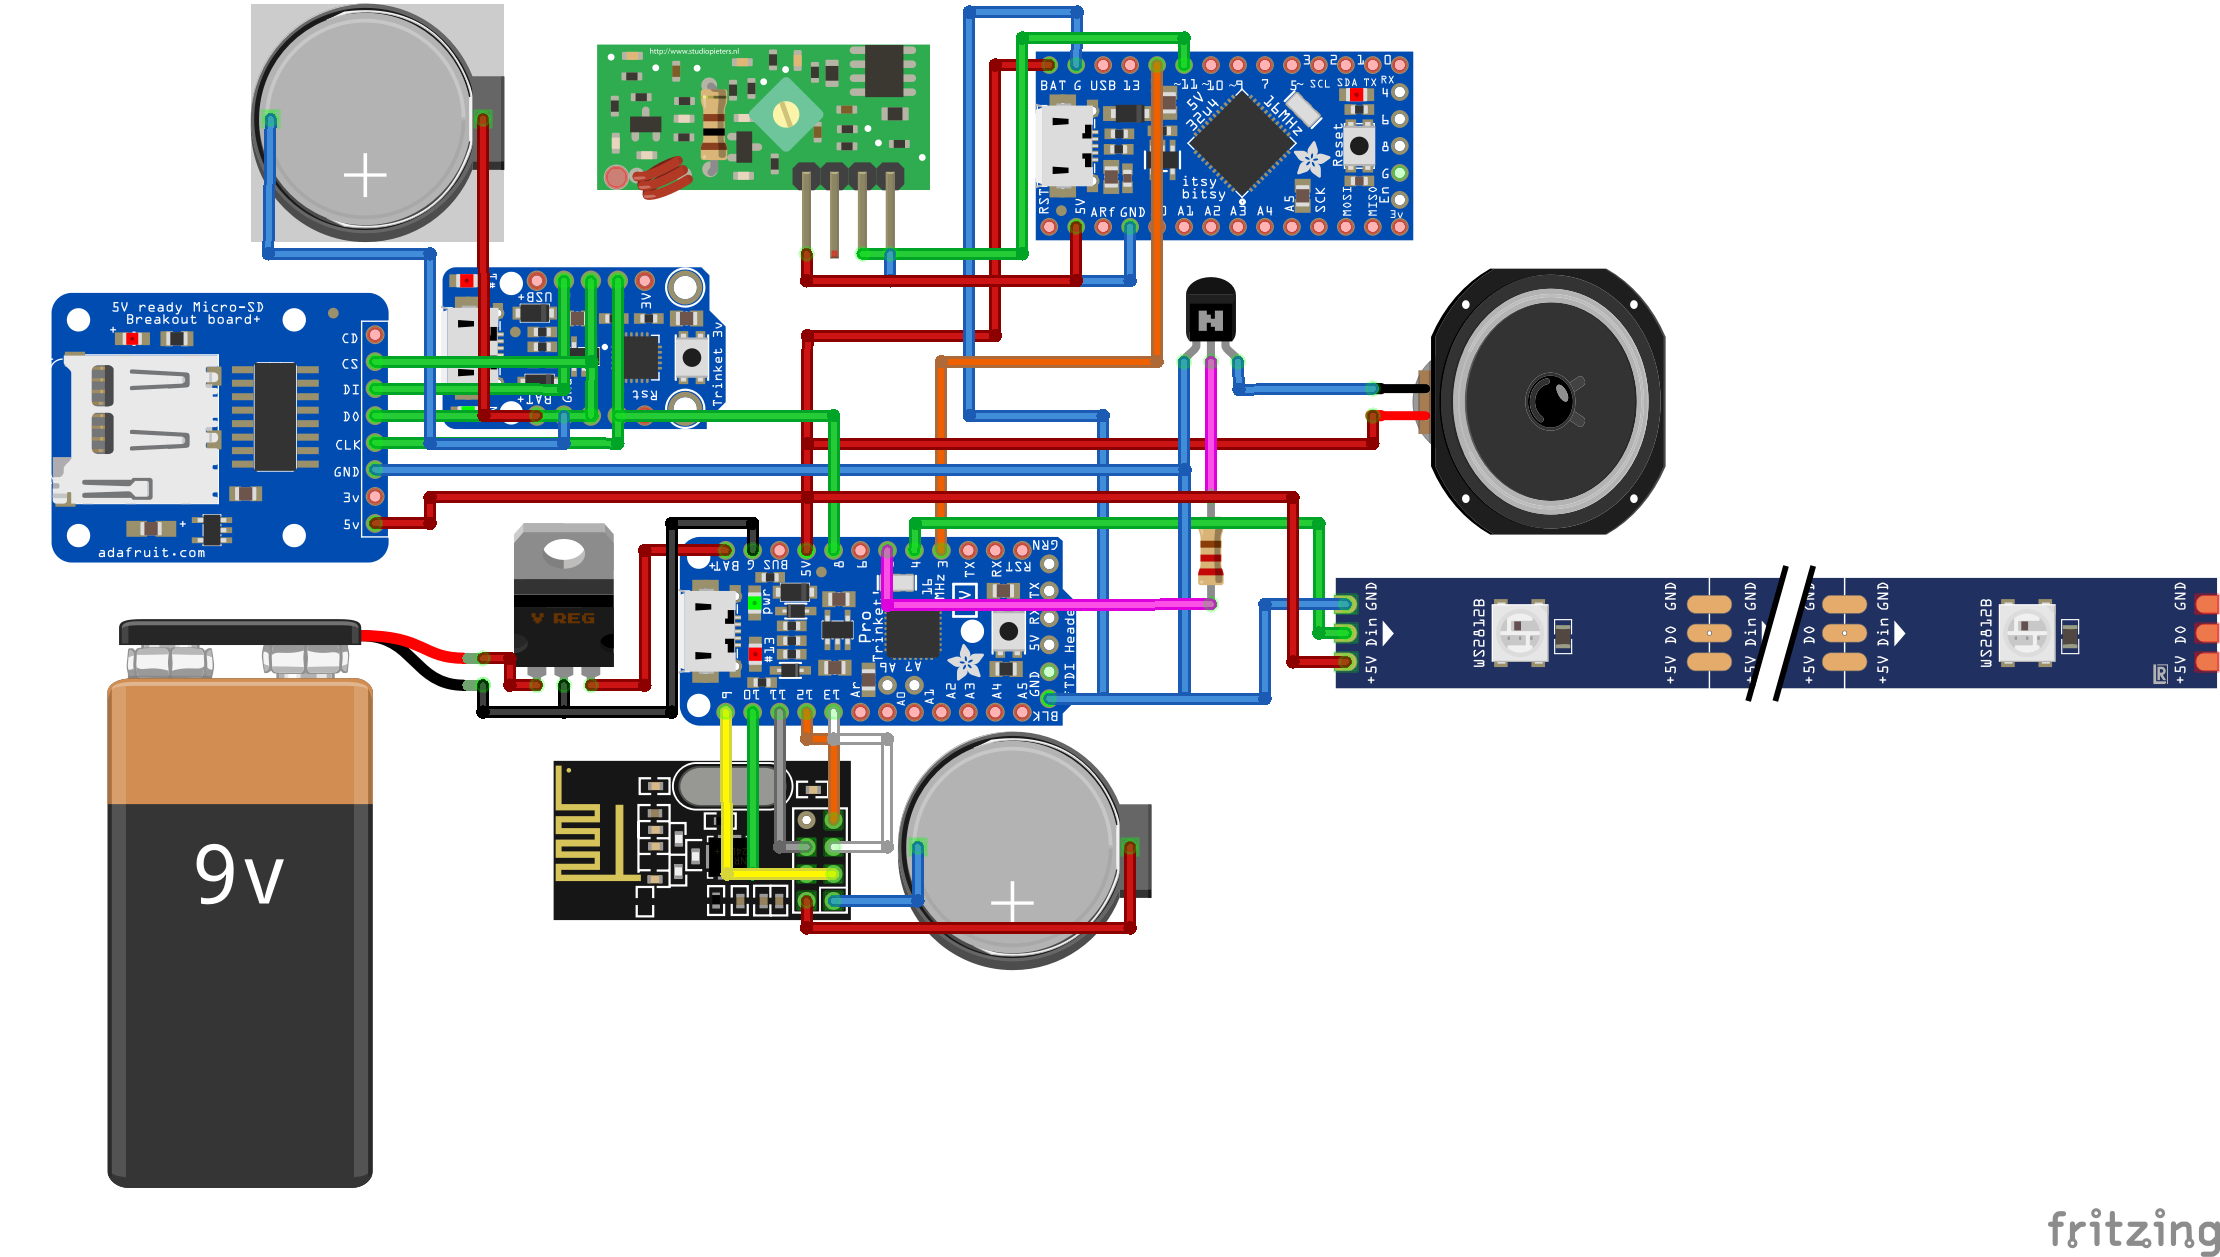 http://www.studiopieters.nl
BAT G USB 13 ~11 ~10 ~9 7 5~ SCL SDA TX
3 2 1 0
RX
4
6
8
G
En
3v
5V
32u4
16MHz
Reset
itsy
bitsy
RST 5V ARf GND A1 A2 A3 A4 A5 SCK MOSI MISO
5V ready Micro-SD
Breakout board+
CD
CS
DI
DO
CLK
GND
3v
5v
adafruit.com
USB+
3V
BAT+
Rst
Trinket 3v
#1
N
V REG
9v
BAT+ G BUS 5V 8 6 4 3 TX RX RST
GRN
16
MHz
pwr
#13
Pro
Trinket
TX
RX
5V
GND
FTDI Header
BLK
A7 A6
9 10 11 12 13 Ar A0 A1 A2 A3 A4 A5
+5V Din GND
WS2812B
+5V DO GND
+5V Din GND
+5V DO GND
+5V Din GND
WS2812B
+5V DO GND
fritzing